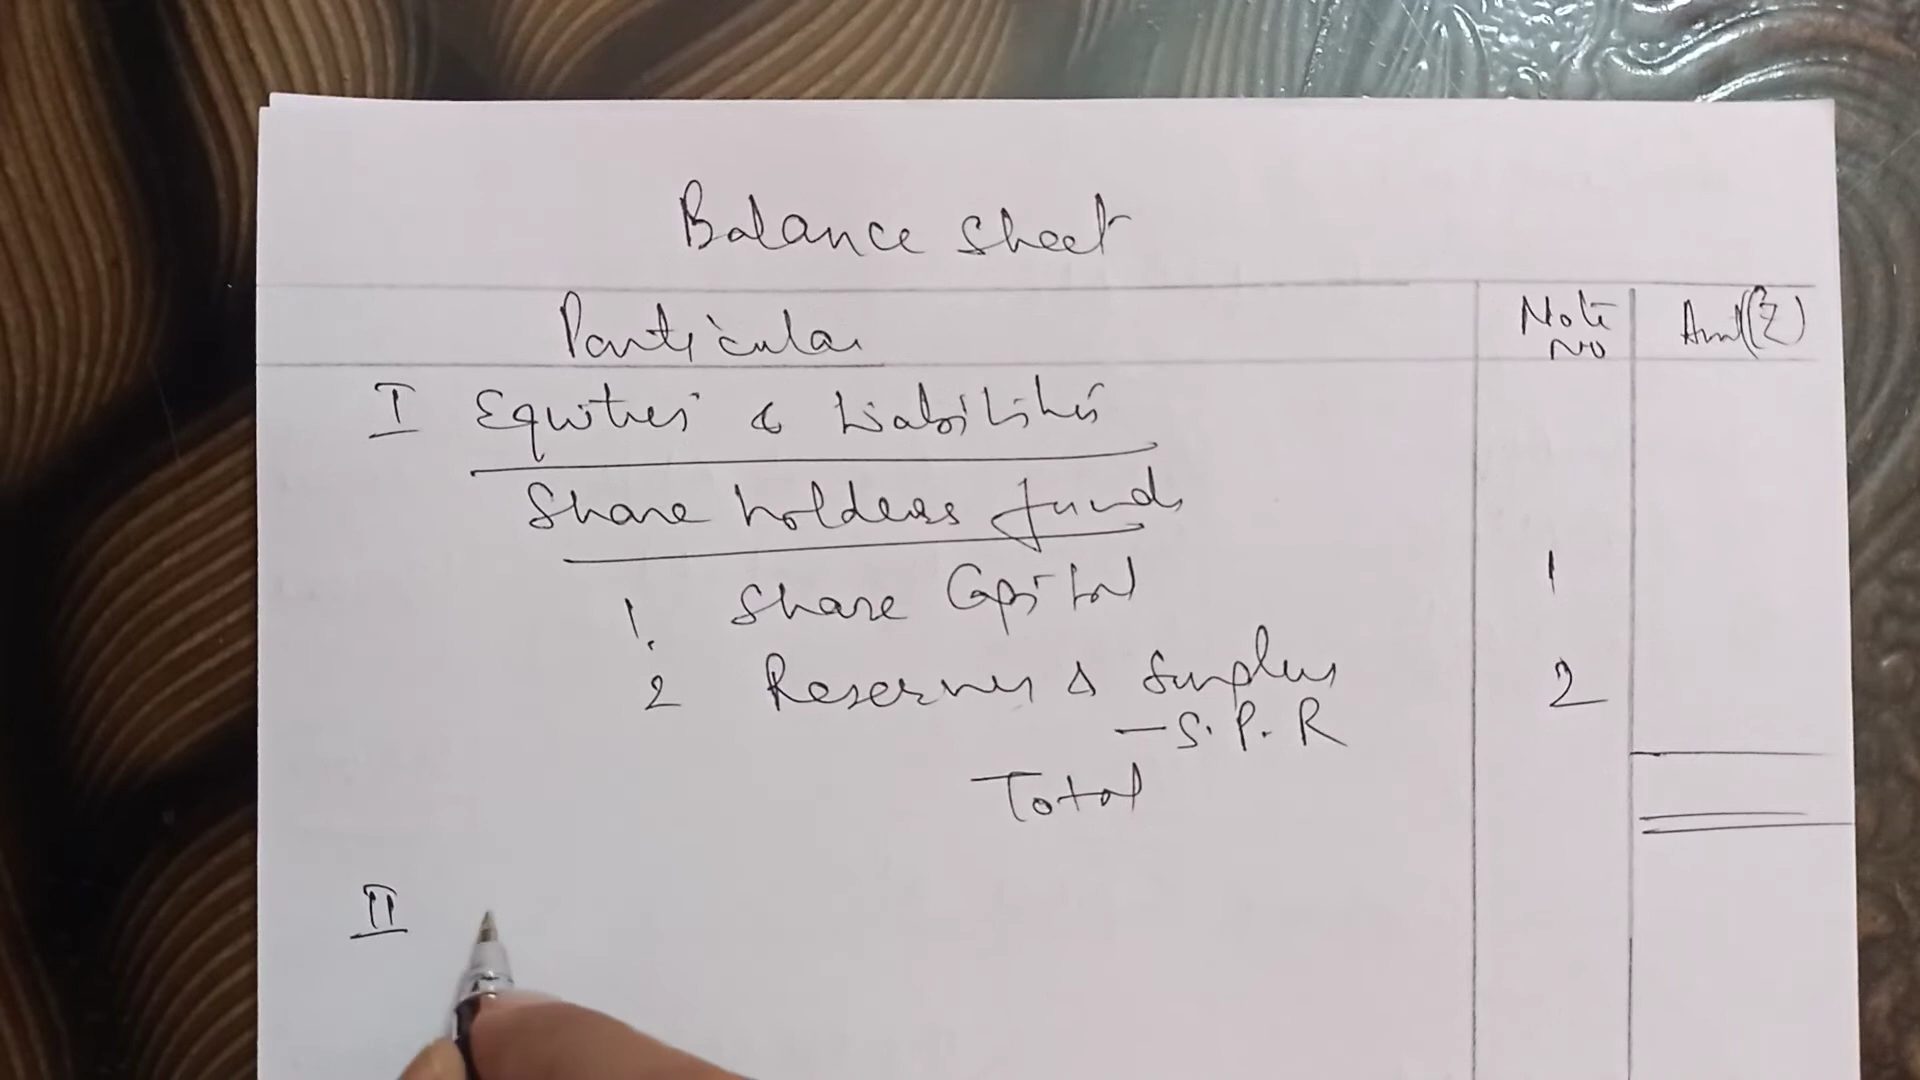 Balance Sheet
Particular Note No Amt(₹)
I Equities & Liabilities
Share holders funds
1. Share Capital 1
2 Reserves & Surplus 2
— S. P. R
Total
II